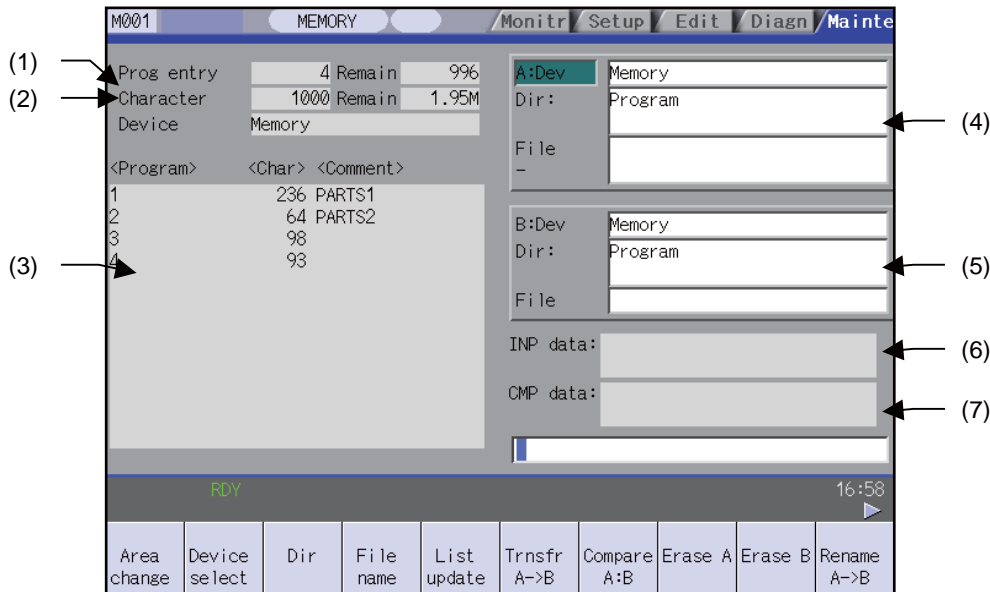 M001 MEMORY Monitr Setup Edit Diagn Mainte
(1) Prog entry 4 Remain 996
(2) Character 1000 Remain 1.95M
Device Memory
<Program> <Char> <Comment>
1 236 PARTS1
2 64 PARTS2
3 98
4 93
(3)
A:Dev Memory
Dir: Program
(4)
File
-
B:Dev Memory
Dir: Program
(5)
File
INP data:
(6)
CMP data:
(7)
RDY 16:58
Area change
Device select
Dir
File name
List update
Trnsfr A->B
Compare A:B
Erase A
Erase B
Rename A->B